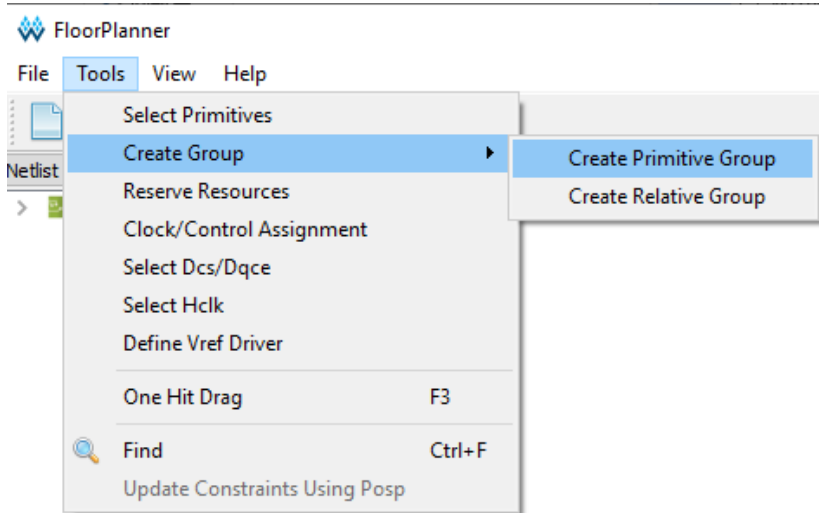 FloorPlanner
File Tools View Help
Select Primitives
Create Group
Create Primitive Group
Netlist
Reserve Resources
Create Relative Group
Clock/Control Assignment
Select Dcs/Dqce
Select Hclk
Define Vref Driver
One Hit Drag F3
Find Ctrl+F
Update Constraints Using Posp